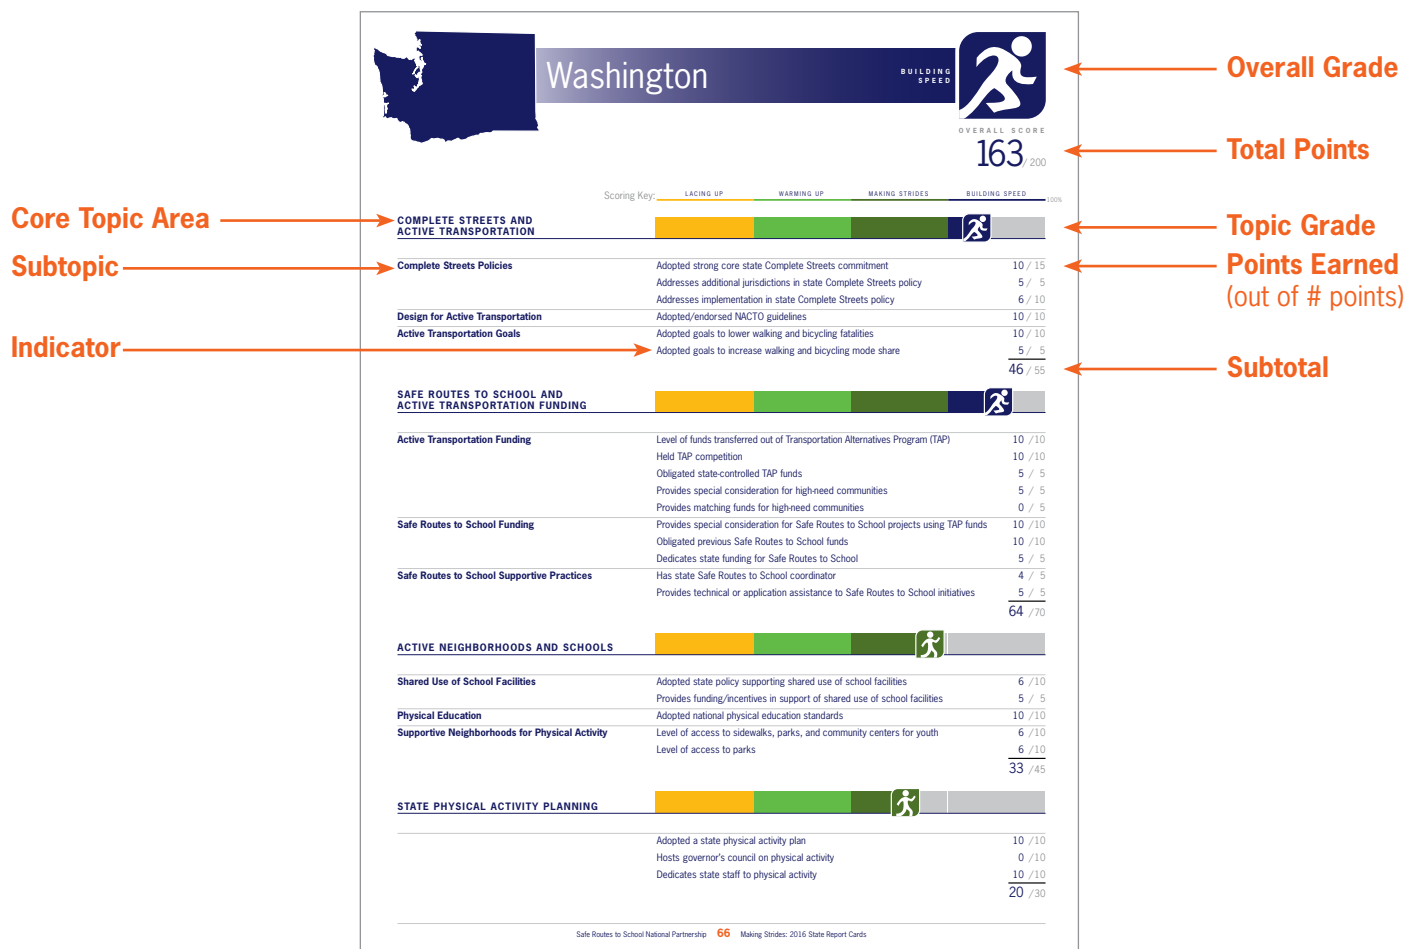 Washington
BUILDING
SPEED
Overall Grade
OVERALL SCORE
163/ 200
Total Points
Scoring Key: LACING UP WARMING UP MAKING STRIDES BUILDING SPEED 100%
Core Topic Area
COMPLETE STREETS AND
ACTIVE TRANSPORTATION
Topic Grade
Subtopic
Complete Streets Policies Adopted strong core state Complete Streets commitment 10 / 15
Points Earned
(out of # points)
Addresses additional jurisdictions in state Complete Streets policy 5 / 5
Addresses implementation in state Complete Streets policy 6 / 10
Design for Active Transportation Adopted/endorsed NACTO guidelines 10 / 10
Active Transportation Goals Adopted goals to lower walking and bicycling fatalities 10 / 10
Indicator
Adopted goals to increase walking and bicycling mode share 5 / 5
46 / 55
Subtotal
SAFE ROUTES TO SCHOOL AND
ACTIVE TRANSPORTATION FUNDING
Active Transportation Funding Level of funds transferred out of Transportation Alternatives Program (TAP) 10 /10
Held TAP competition 10 /10
Obligated state-controlled TAP funds 5 / 5
Provides special consideration for high-need communities 5 / 5
Provides matching funds for high-need communities 0 / 5
Safe Routes to School Funding Provides special consideration for Safe Routes to School projects using TAP funds 10 /10
Obligated previous Safe Routes to School funds 10 /10
Dedicates state funding for Safe Routes to School 5 / 5
Safe Routes to School Supportive Practices Has state Safe Routes to School coordinator 4 / 5
Provides technical or application assistance to Safe Routes to School initiatives 5 / 5
64 /70
ACTIVE NEIGHBORHOODS AND SCHOOLS
Shared Use of School Facilities Adopted state policy supporting shared use of school facilities 6 /10
Provides funding/incentives in support of shared use of school facilities 5 / 5
Physical Education Adopted national physical education standards 10 /10
Supportive Neighborhoods for Physical Activity Level of access to sidewalks, parks, and community centers for youth 6 /10
Level of access to parks 6 /10
33 /45
STATE PHYSICAL ACTIVITY PLANNING
Adopted a state physical activity plan 10 /10
Hosts governor's council on physical activity 0 /10
Dedicates state staff to physical activity 10 /10
20 /30
Safe Routes to School National Partnership 66 Making Strides: 2016 State Report Cards